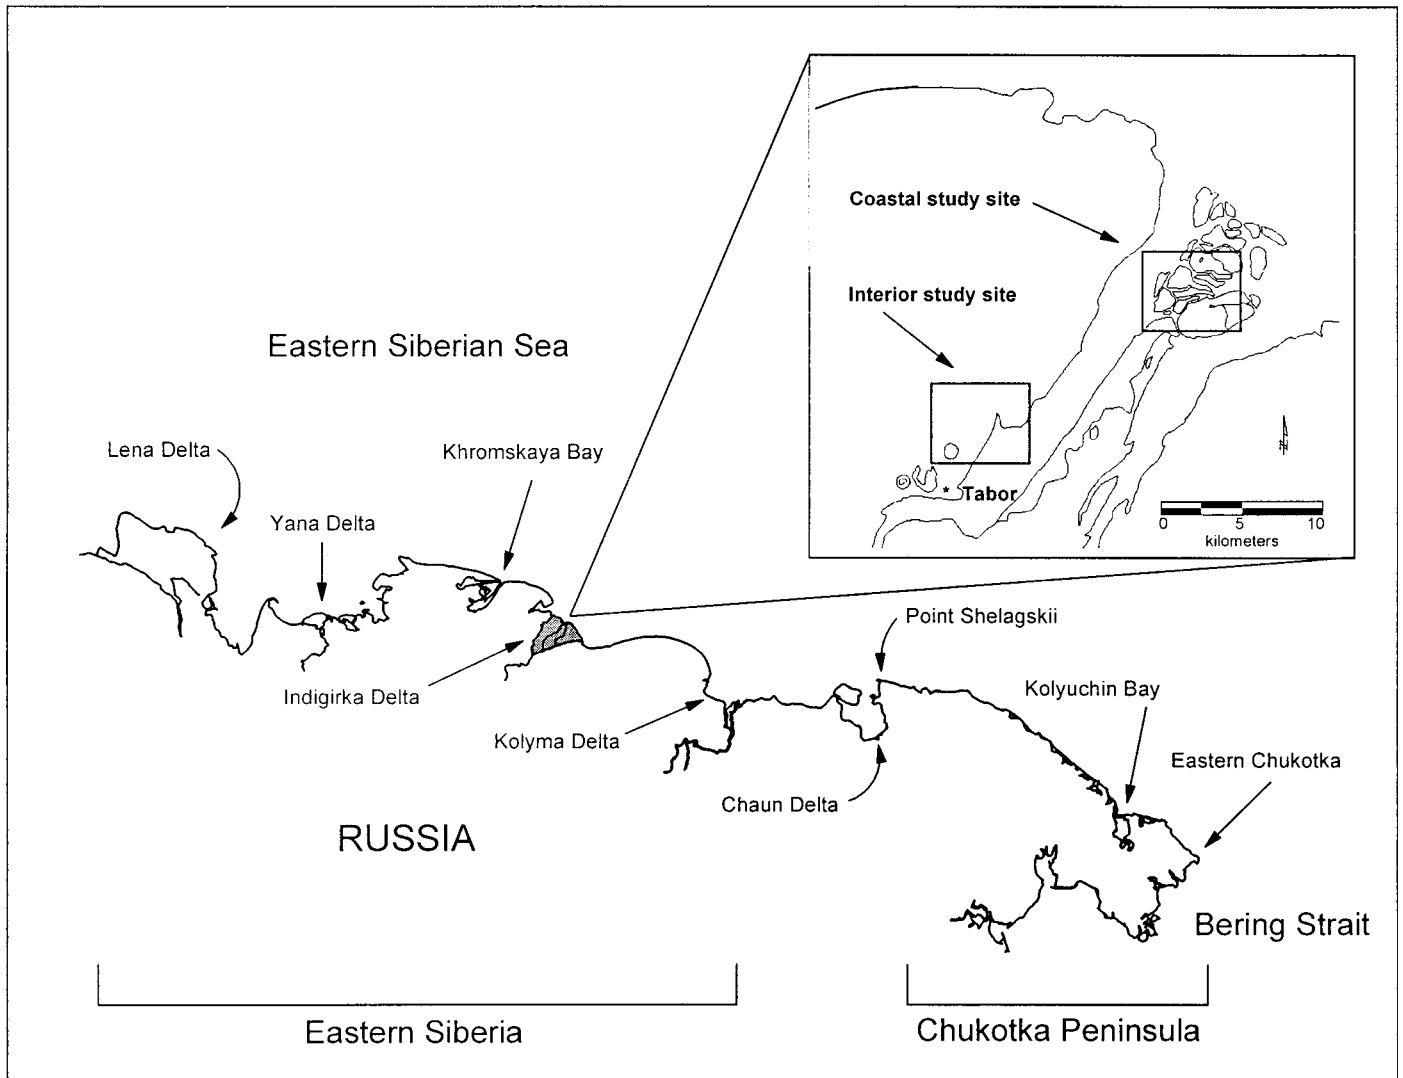 Coastal study site
Interior study site
* Tabor
N
0 5 10
kilometers
Eastern Siberian Sea
Lena Delta
Khromskaya Bay
Yana Delta
Point Shelagskii
Indigirka Delta
Kolyuchin Bay
Kolyma Delta
Eastern Chukotka
Chaun Delta
RUSSIA
Bering Strait
Eastern Siberia
Chukotka Peninsula